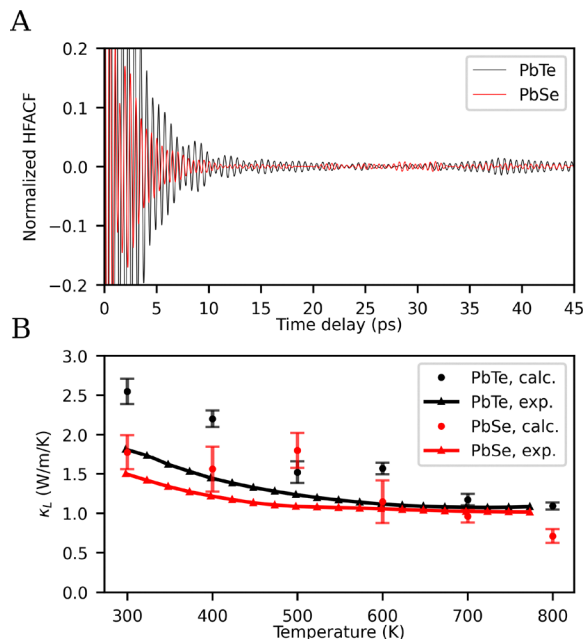 A
0.2
0.1
0.0
−0.1
−0.2
Normalized HFACF
PbTe
PbSe
0 5 10 15 20 25 30 35 40 45
Time delay (ps)
B
3.0
2.5
2.0
1.5
1.0
0.5
0.0
κL (W/m/K)
PbTe, calc.
PbTe, exp.
PbSe, calc.
PbSe, exp.
300 400 500 600 700 800
Temperature (K)